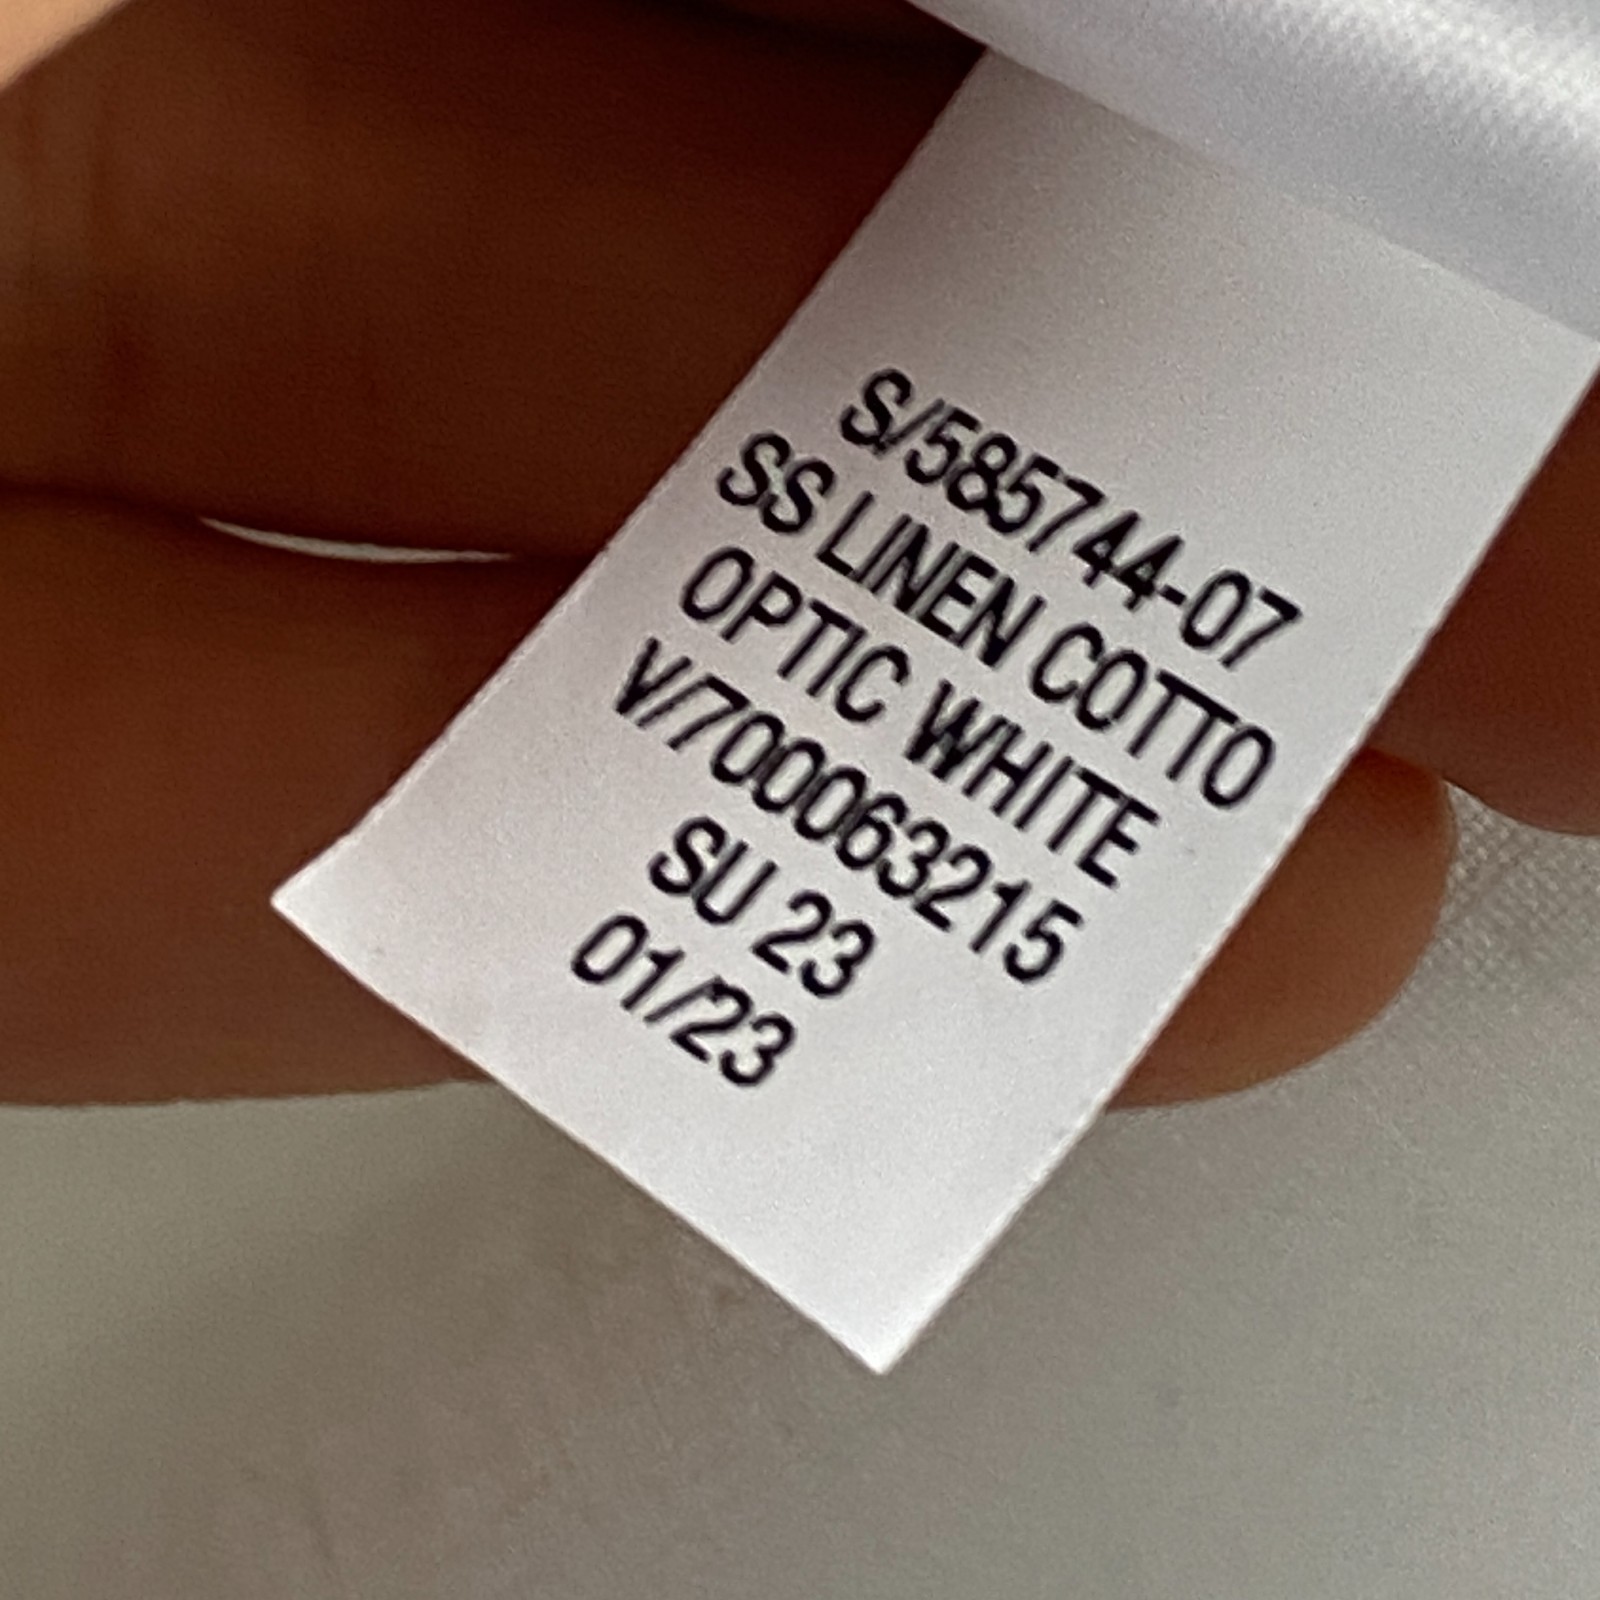 S/585744-07
SS LINEN COTTO
OPTIC WHITE
V/700063215
SU 23
01/23